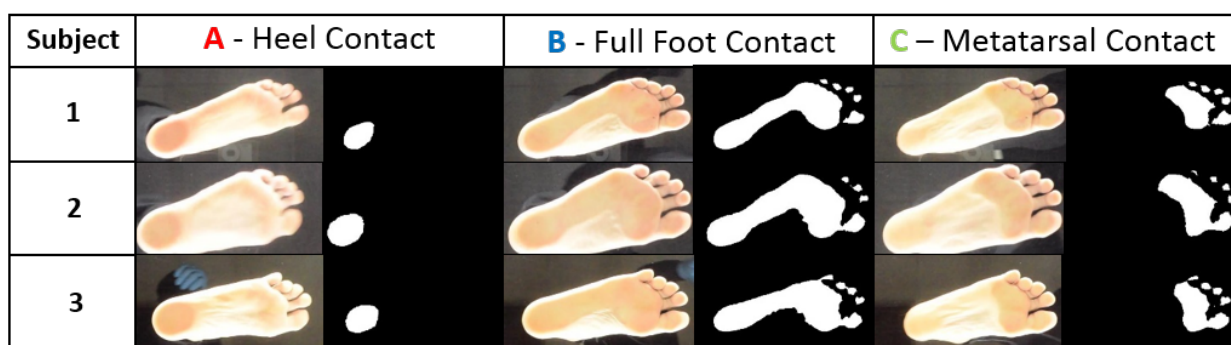 Subject A - Heel Contact B - Full Foot Contact C – Metatarsal Contact
1
2
3